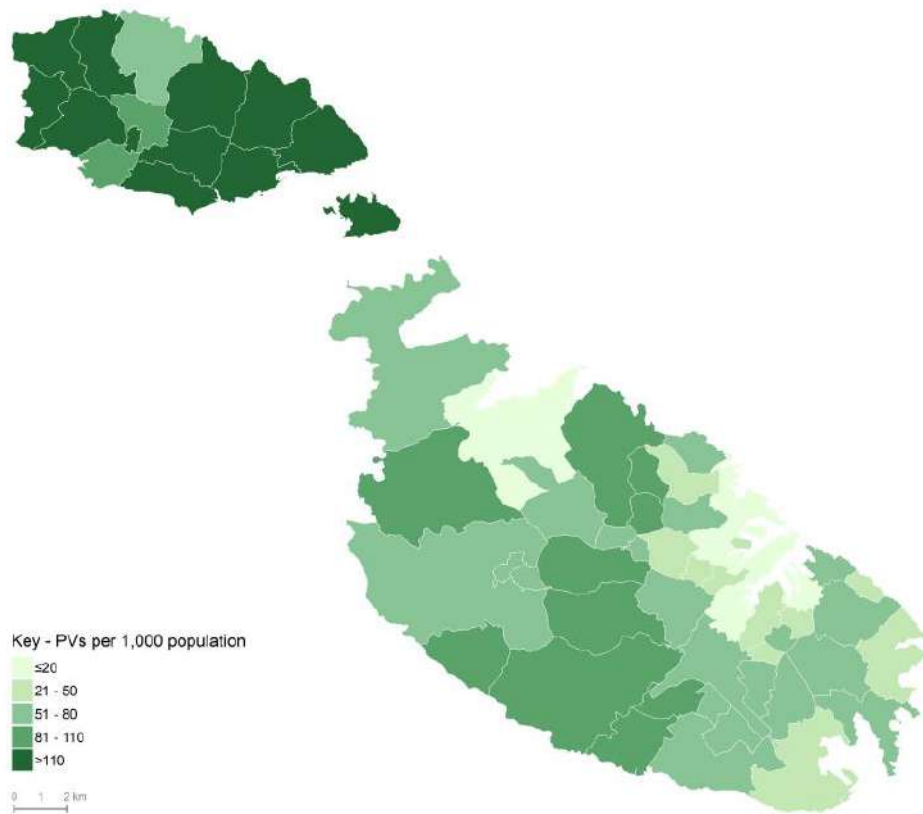 Key - PVs per 1,000 population
≤20
21 - 50
51 - 80
81 - 110
>110
0 1 2 km